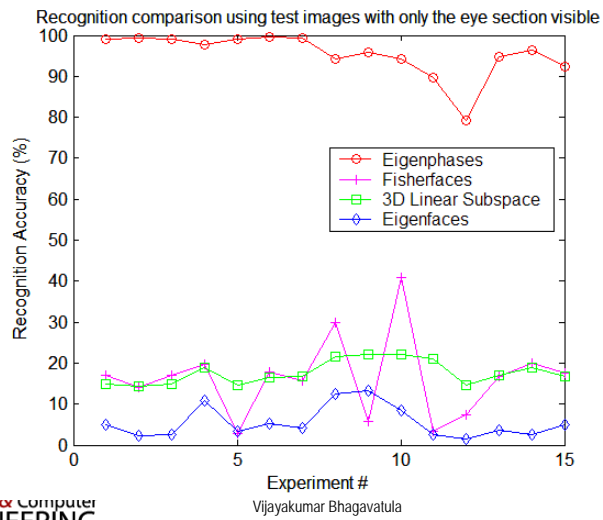 Recognition comparison using test images with only the eye section visible
100
90
80
70
60
50
40
30
20
10
0
Recognition Accuracy (%)
Eigenphases
Fisherfaces
3D Linear Subspace
Eigenfaces
0 5 10 15
Experiment #
& Computer
Vijayakumar Bhagavatula